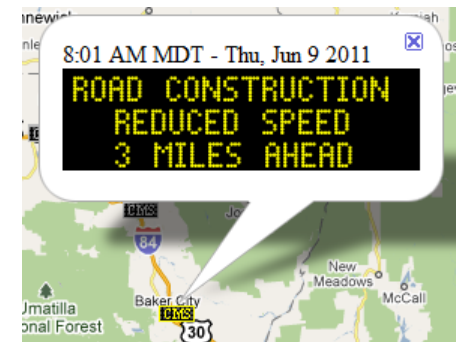 8:01 AM MDT - Thu, Jun 9 2011
ROAD CONSTRUCTION
REDUCED SPEED
3 MILES AHEAD
CMS
84
New
Meadows
McCall
Baker City
CMS
Umatilla
onal Forest
30